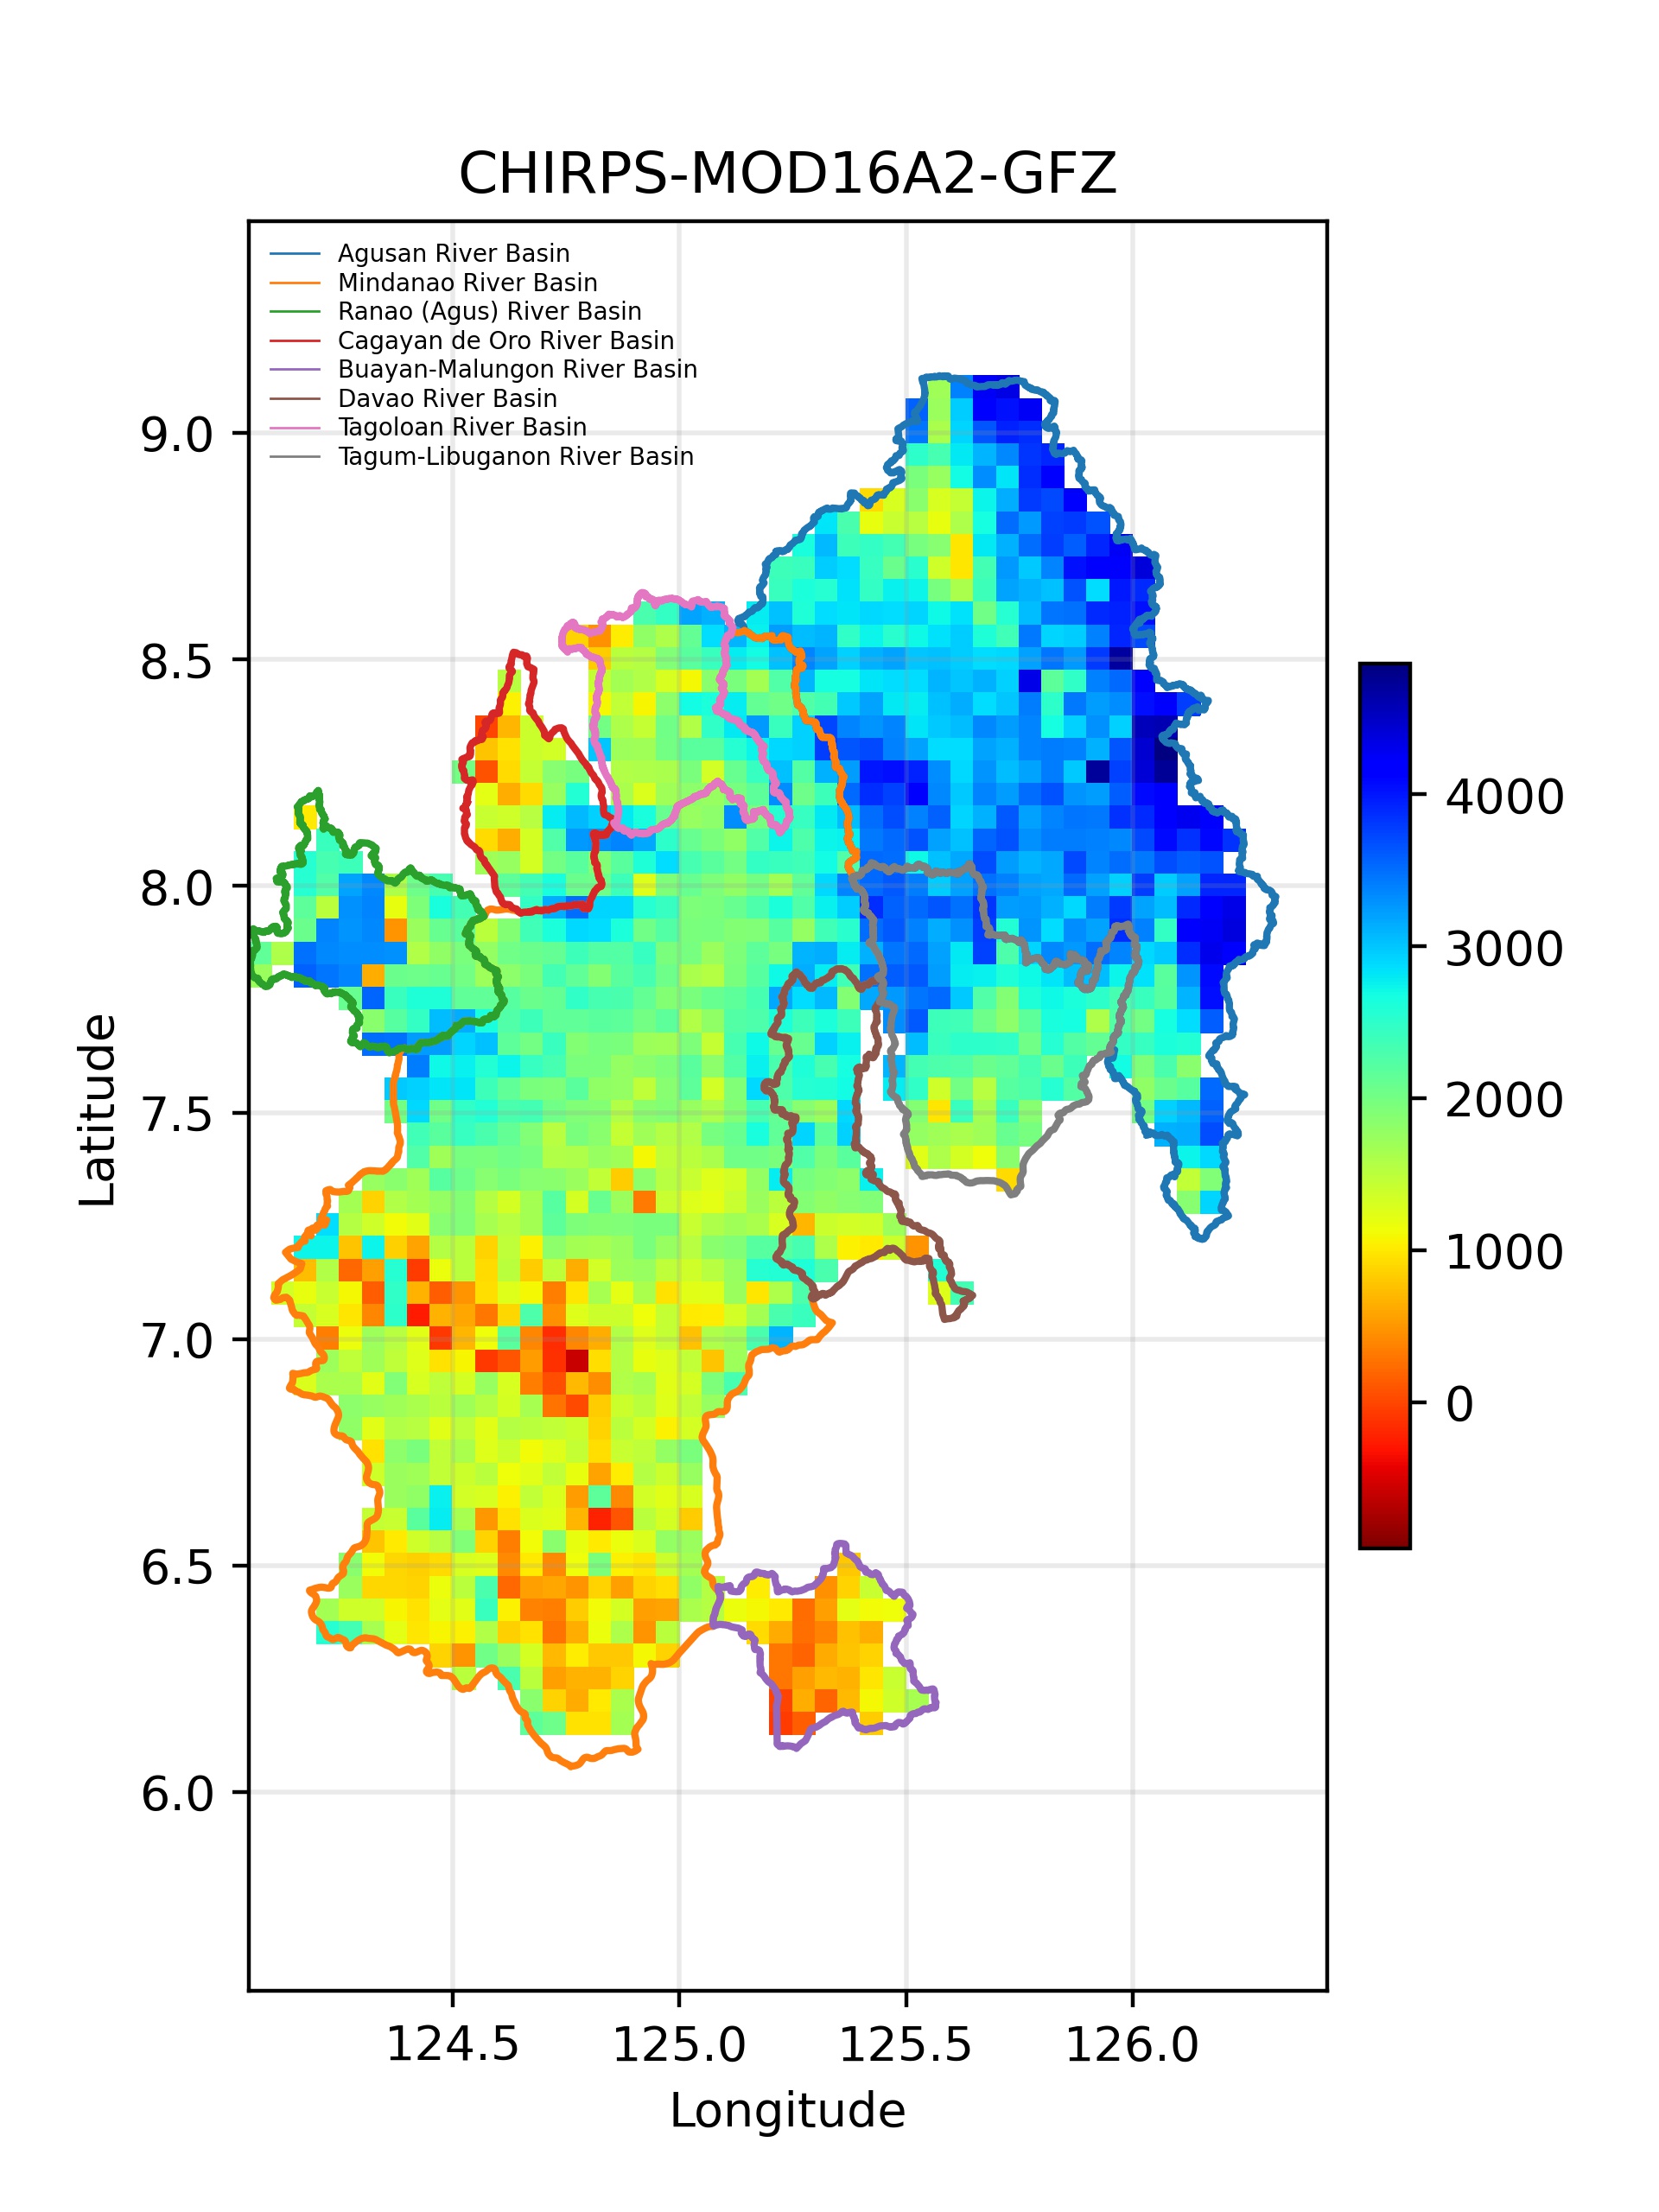 CHIRPS-MOD16A2-GFZ
Agusan River Basin
Mindanao River Basin
Ranao (Agus) River Basin
Cagayan de Oro River Basin
Buayan-Malungon River Basin
Davao River Basin
Tagoloan River Basin
Tagum-Libuganon River Basin
9.0
8.5
8.0
7.5
7.0
6.5
6.0
Latitude
4000
3000
2000
1000
0
124.5 125.0 125.5 126.0
Longitude